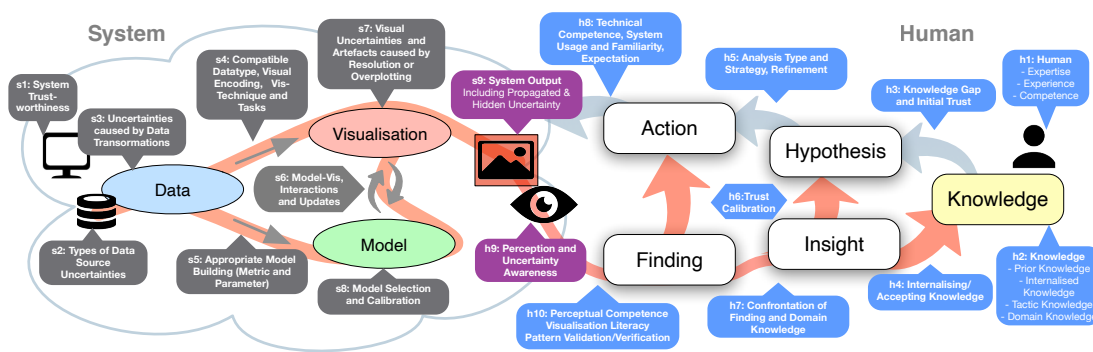 System
Human
s1: System
Trust-
worthiness
s3: Uncertainties
caused by Data
Transormations
s4: Compatible
Datatype, Visual
Encoding, Vis-
Technique and
Tasks
s7: Visual
Uncertainties and
Artefacts caused by
Resolution or
Overplotting
s9: System Output
Including Propagated &
Hidden Uncertainty
h8: Technical
Competence, System
Usage and Familiarity,
Expectation
h5: Analysis Type and
Strategy, Refinement
h3: Knowledge Gap
and Initial Trust
h1: Human
- Expertise
- Experience
- Competence
Visualisation
Action
Hypothesis
Data
s6: Model-Vis,
Interactions
and Updates
h6:Trust
Calibration
Knowledge
Model
Finding
Insight
s2: Types of Data
Source
Uncertainties
s5: Appropriate Model
Building (Metric and
Parameter)
s8: Model Selection
and Calibration
h9: Perception and
Uncertainty
Awareness
h10: Perceptual Competence
Visualisation Literacy
Pattern Validation/Verification
h7: Confrontation of
Finding and Domain
Knowledge
h4: Internalising/
Accepting Knowledge
h2: Knowledge
- Prior Knowledge
- Internalised
Knowledge
- Tactic Knowledge
- Domain Knowledge